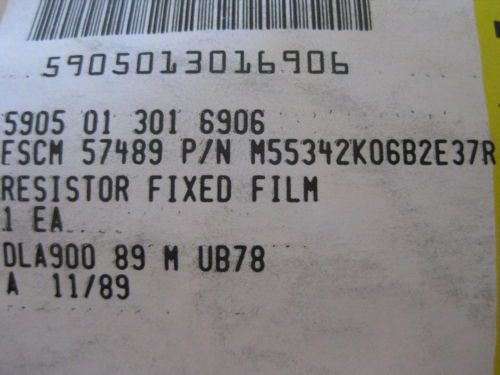 5905013016906
5905 01 301 6906
FSCM 57489 P/N M55342K06B2E37R
RESISTOR FIXED FILM
1 EA
DLA900 89 M UB78
A 11/89